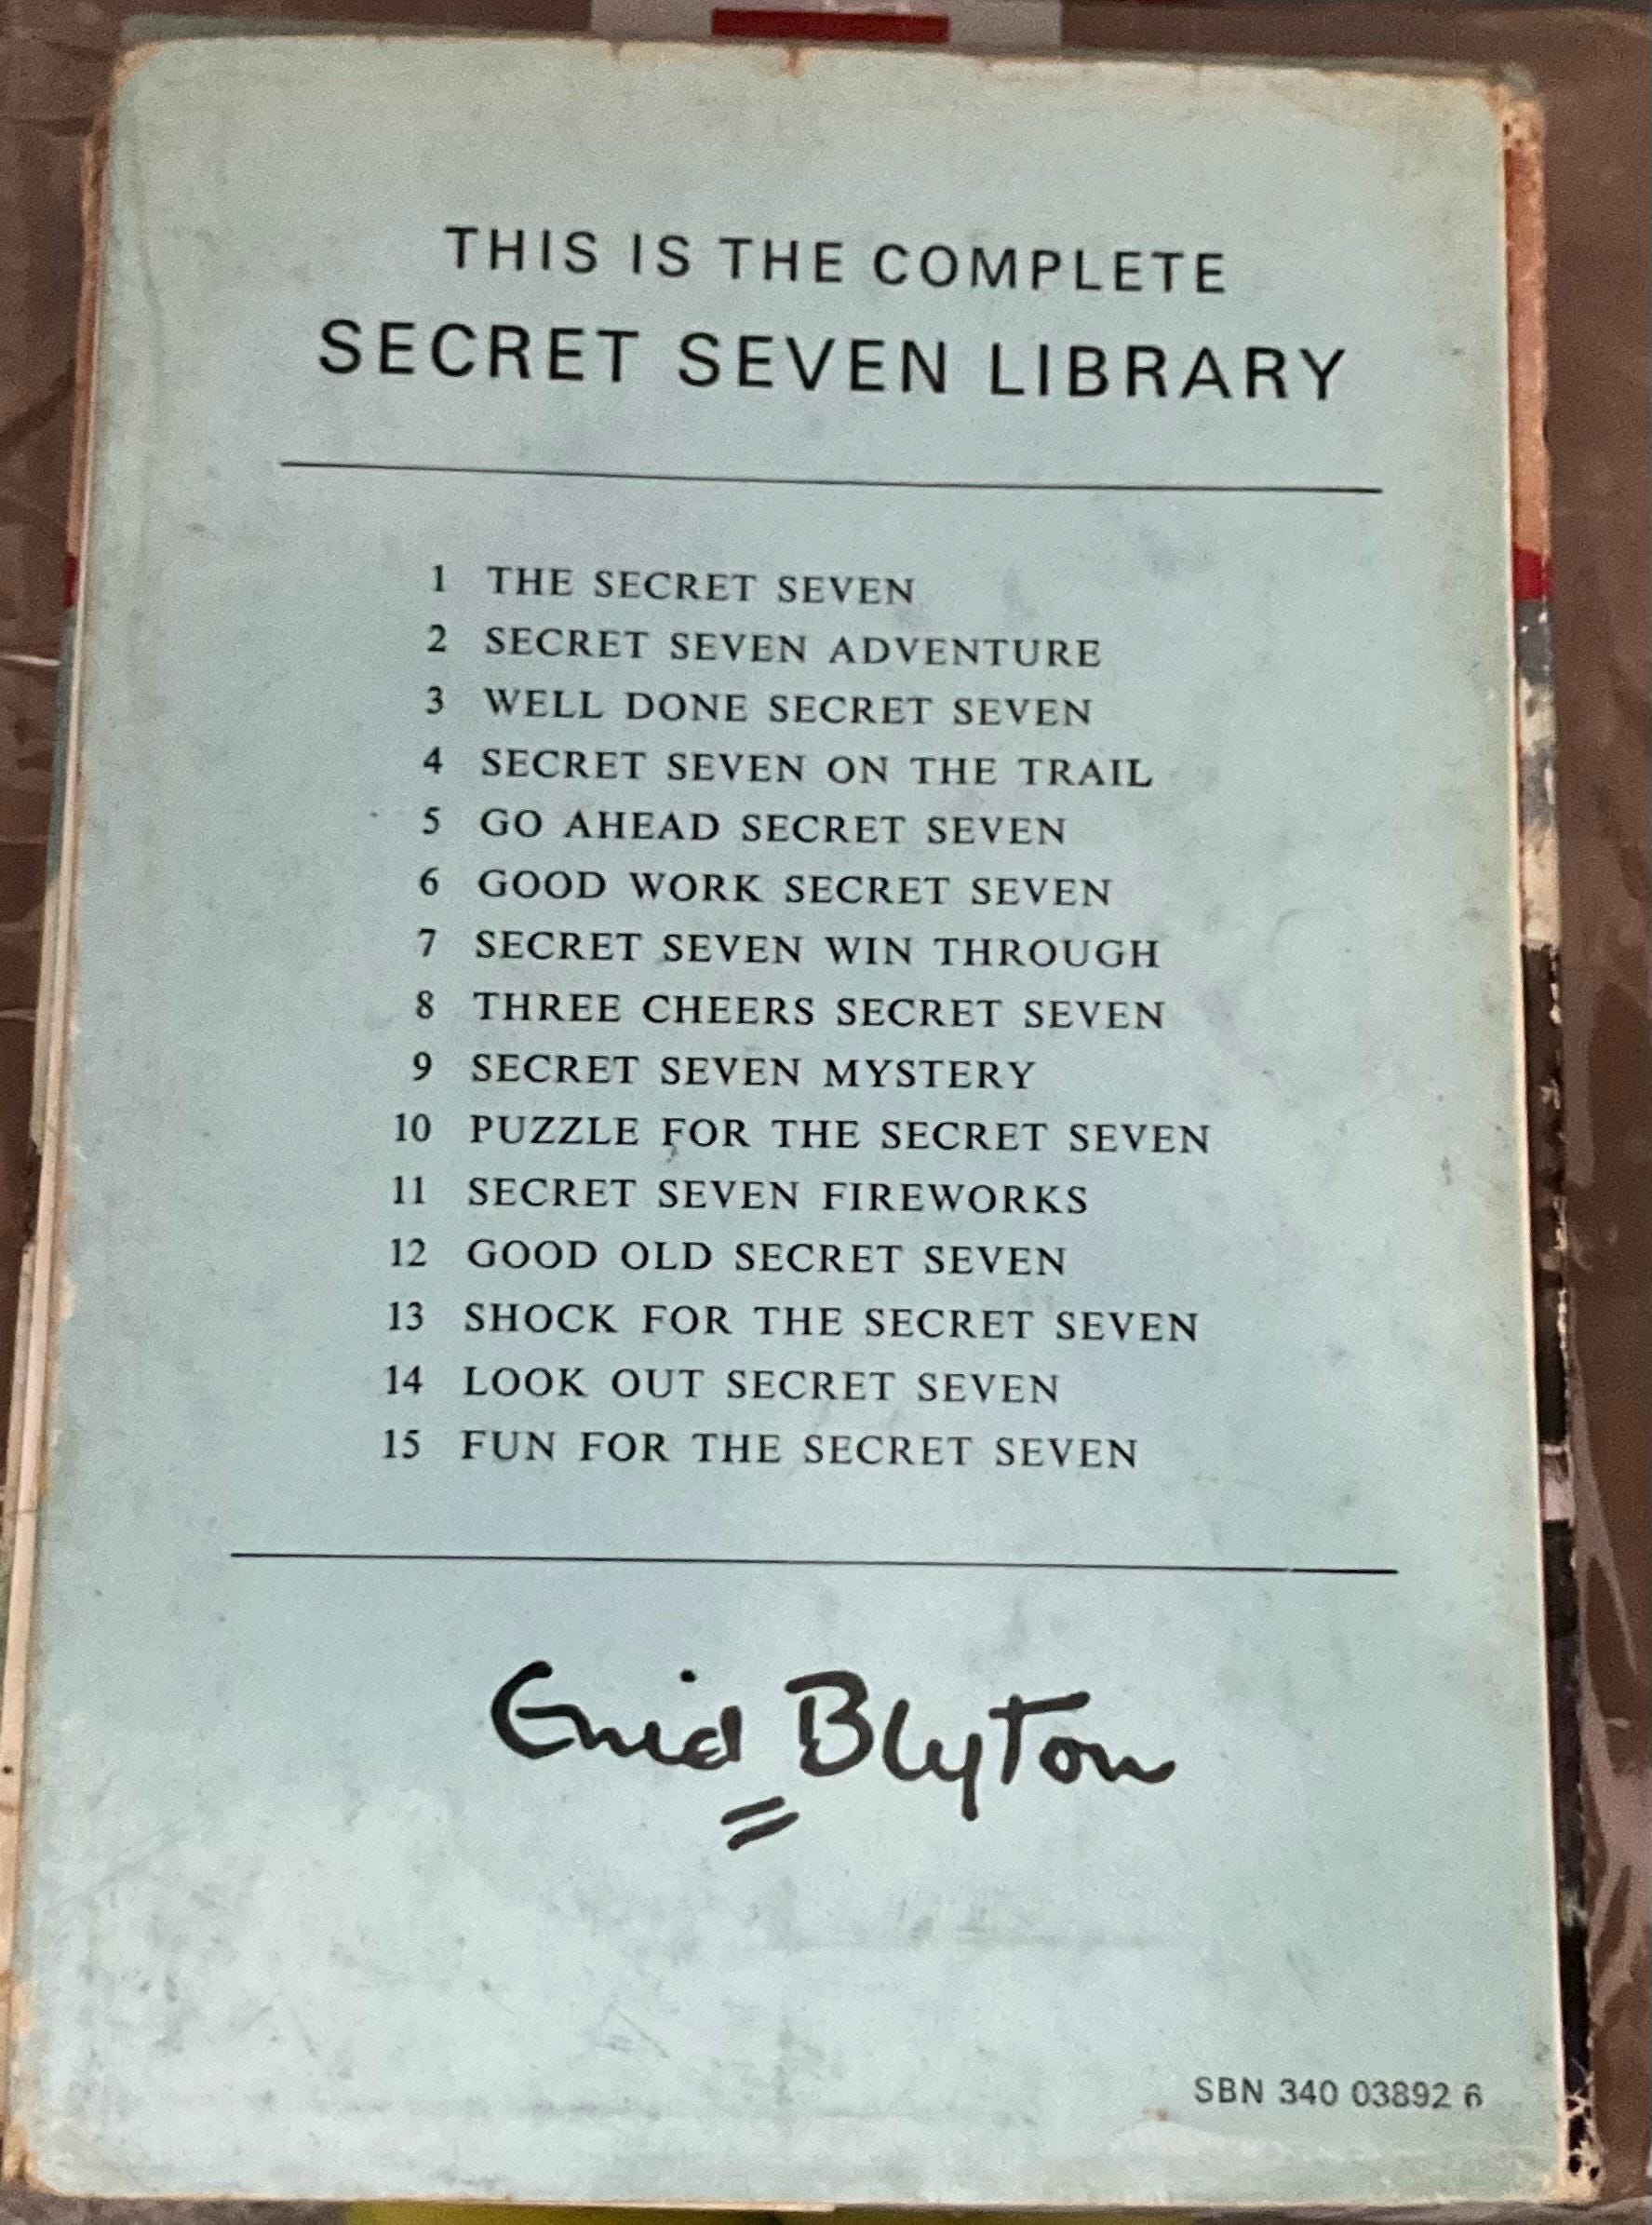 THIS IS THE COMPLETE
SECRET SEVEN LIBRARY
1 THE SECRET SEVEN
2 SECRET SEVEN ADVENTURE
3 WELL DONE SECRET SEVEN
4 SECRET SEVEN ON THE TRAIL
5 GO AHEAD SECRET SEVEN
6 GOOD WORK SECRET SEVEN
7 SECRET SEVEN WIN THROUGH
8 THREE CHEERS SECRET SEVEN
9 SECRET SEVEN MYSTERY
10 PUZZLE FOR THE SECRET SEVEN
11 SECRET SEVEN FIREWORKS
12 GOOD OLD SECRET SEVEN
13 SHOCK FOR THE SECRET SEVEN
14 LOOK OUT SECRET SEVEN
15 FUN FOR THE SECRET SEVEN
Enid Blyton
SBN 340 03892 6